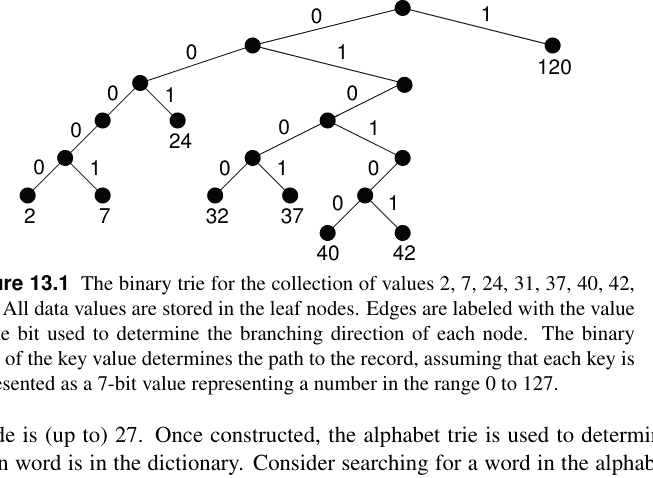 0 1
0 1
120
0 1 0
24
0 0 1
0 1 0 1 0
2 7 32 37 0 1
40 42
ure 13.1 The binary trie for the collection of values 2, 7, 24, 31, 37, 40, 42,
All data values are stored in the leaf nodes. Edges are labeled with the value
e bit used to determine the branching direction of each node. The binary
of the key value determines the path to the record, assuming that each key is
esented as a 7-bit value representing a number in the range 0 to 127.
de is (up to) 27. Once constructed, the alphabet trie is used to determin
n word is in the dictionary. Consider searching for a word in the alphab